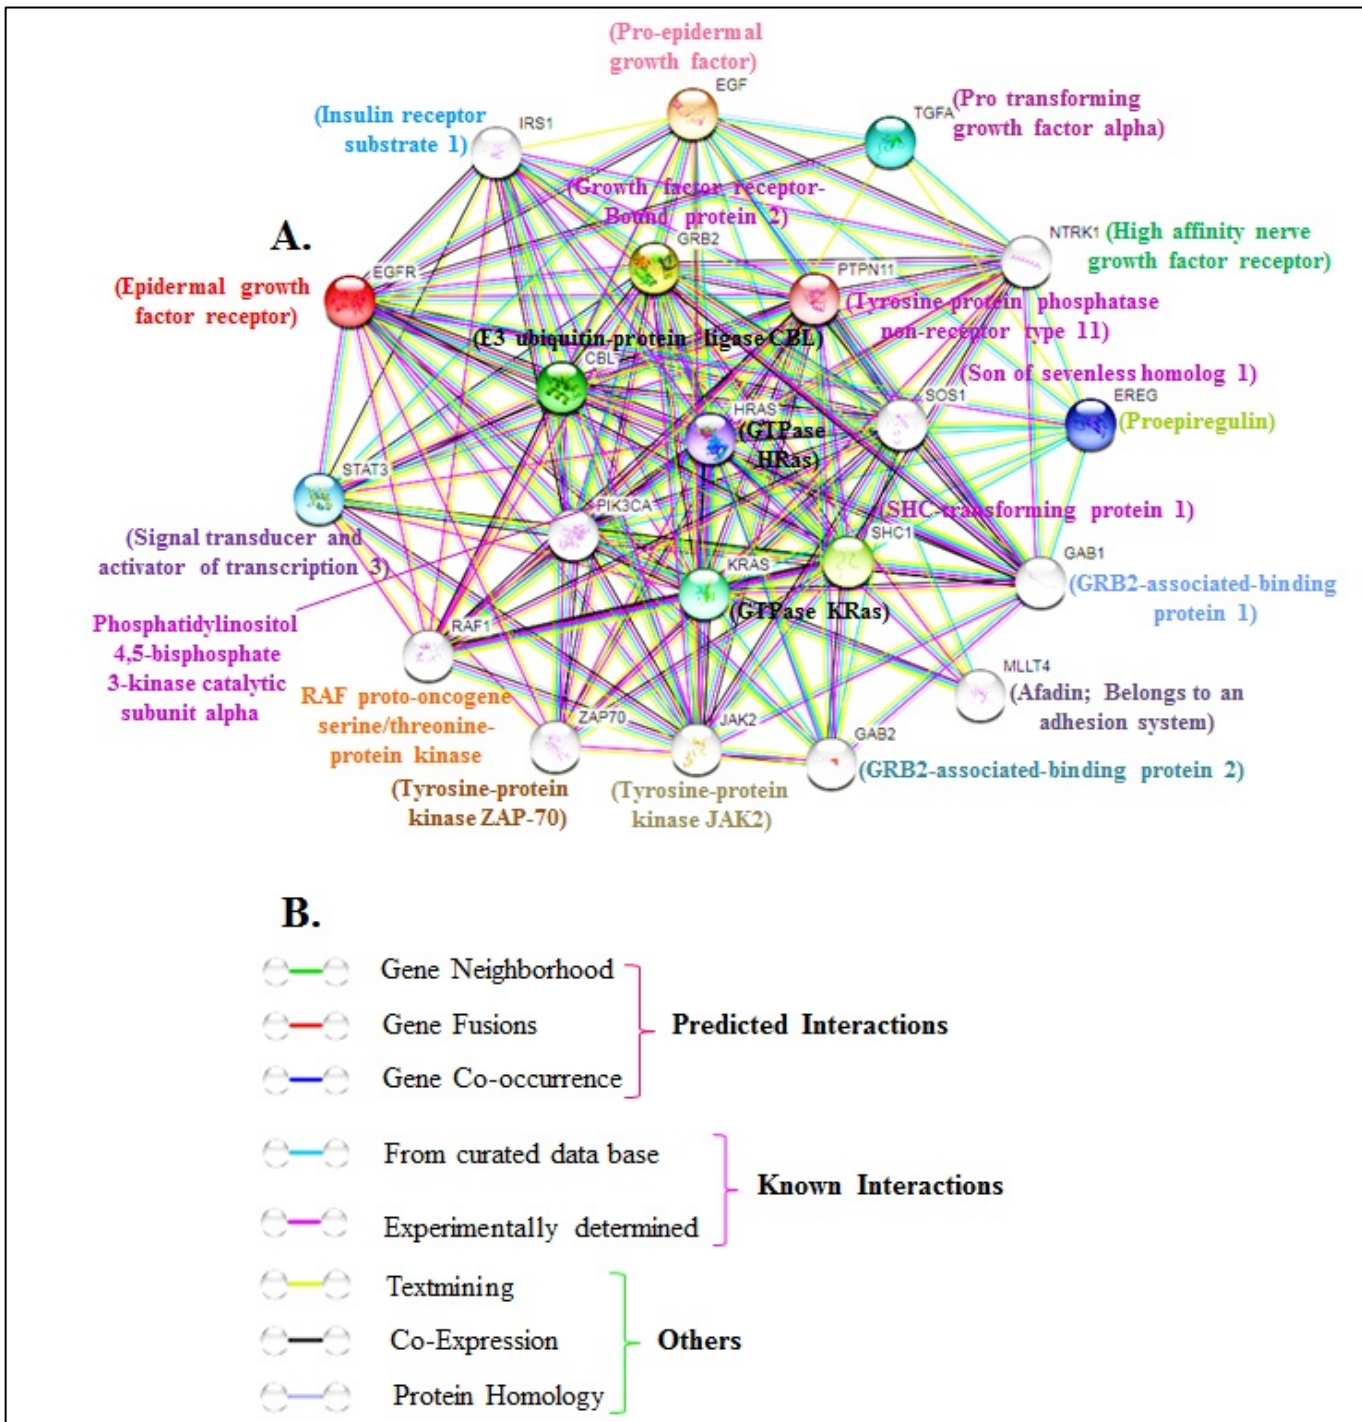 (Pro-epidermal
growth factor)
EGF
TGFA
(Pro transforming
growth factor alpha)
(Insulin receptor
substrate 1)
IRS1
(Growth factor receptor-
Bound protein 2)
GRB2
A.
NTRK1
(High affinity nerve
growth factor receptor)
EGFR
(Epidermal growth
factor receptor)
PTPN11
(Tyrosine-protein phosphatase
non-receptor type 11)
(E3 ubiquitin-protein ligase CBL)
CBL
(Son of sevenless homolog 1)
SOS1
EREG
(Proepiregulin)
HRAS
(GTPase
HRas)
STAT3
(Signal transducer and
activator of transcription 3)
PIK3CA
(SHC-transforming protein 1)
SHC1
GAB1
(GRB2-associated-binding
protein 1)
KRAS
(GTPase KRas)
Phosphatidylinositol
4,5-bisphosphate
3-kinase catalytic
subunit alpha
RAF1
RAF proto-oncogene
serine/threonine-
protein kinase
MLLT4
(Afadin; Belongs to an
adhesion system)
ZAP70
(Tyrosine-protein
kinase ZAP-70)
JAK2
(Tyrosine-protein
kinase JAK2)
GAB2
(GRB2-associated-binding protein 2)
B.
Gene Neighborhood
Gene Fusions
Predicted Interactions
Gene Co-occurrence
From curated data base
Known Interactions
Experimentally determined
Textmining
Co-Expression
Others
Protein Homology